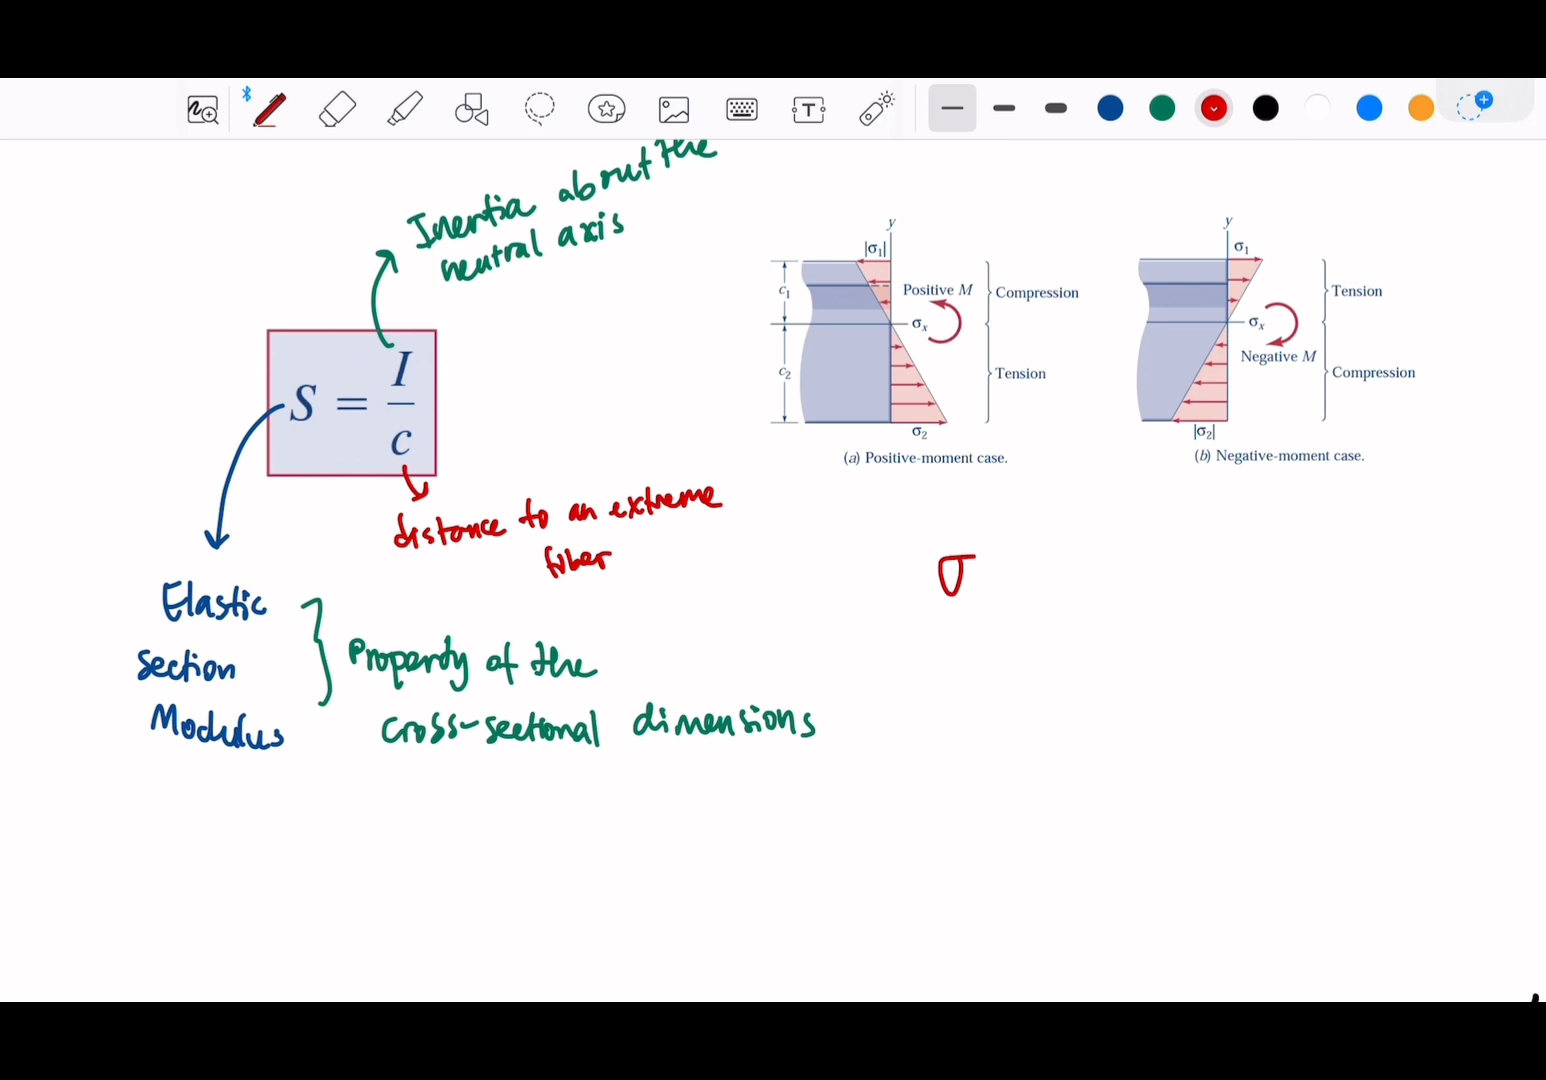 Inertia about the
neutral axis
S = I/c
distance to an extreme
fiber
Elastic
Section
Modulus
Property of the
cross-sectional dimensions
y
|σ1|
c1
Positive M
Compression
σx
c2
Tension
σ2
(a) Positive-moment case.
y
σ1
Tension
σx
Negative M
Compression
|σ2|
(b) Negative-moment case.
σ
T